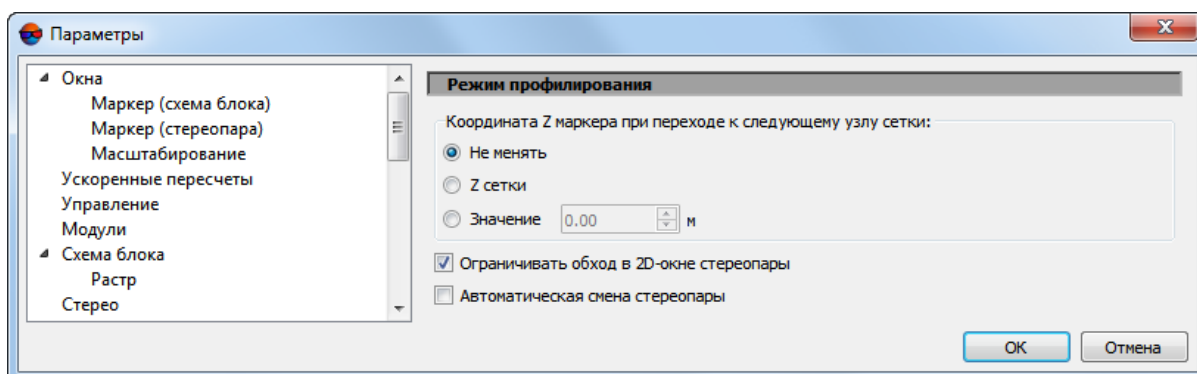 Параметры
Окна
Маркер (схема блока)
Маркер (стереопара)
Масштабирование
Ускоренные пересчеты
Управление
Модули
Схема блока
Растр
Стерео
Режим профилирования
Координата Z маркера при переходе к следующему узлу сетки:
Не менять
Z сетки
Значение 0.00 м
Ограничивать обход в 2D-окне стереопары
Автоматическая смена стереопары
OK Отмена